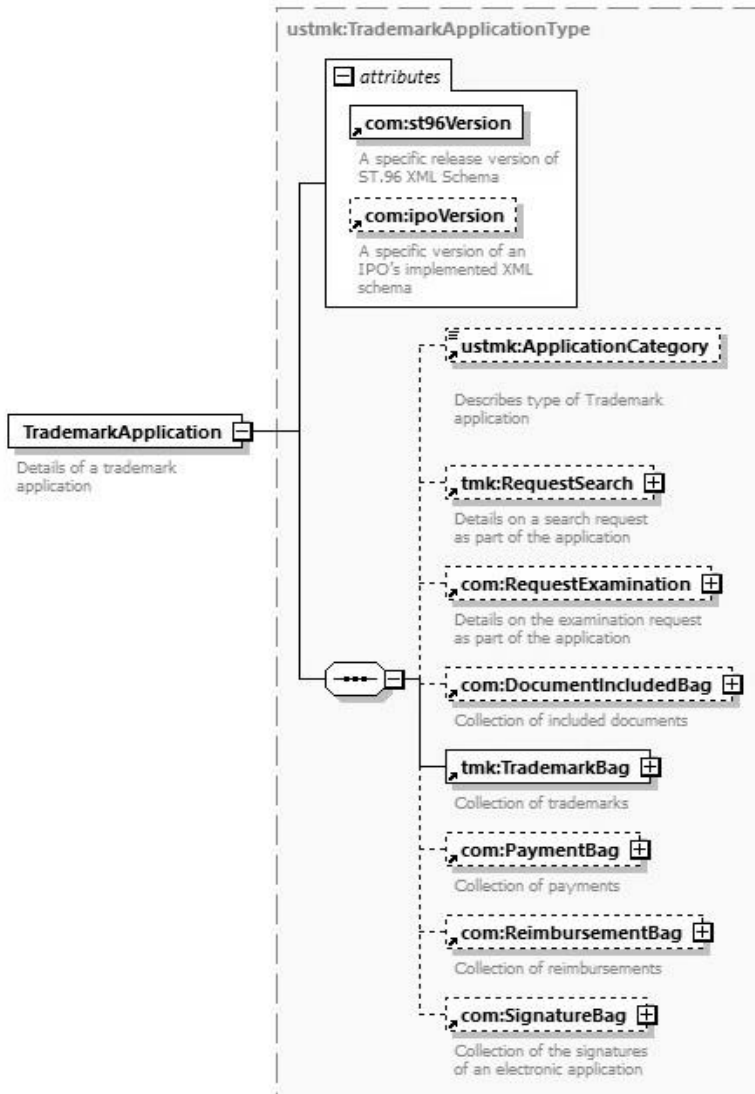 ustmk:TrademarkApplicationType
attributes
com:st96Version
A specific release version of
ST.96 XML Schema
com:ipoVersion
A specific version of an
IPO's implemented XML
schema
ustmk:ApplicationCategory
Describes type of Trademark
application
TrademarkApplication
Details of a trademark
application
tmk:RequestSearch
Details on a search request
as part of the application
com:RequestExamination
Details on the examination request
as part of the application
com:DocumentIncludedBag
Collection of included documents
tmk:TrademarkBag
Collection of trademarks
com:PaymentBag
Collection of payments
com:ReimbursementBag
Collection of reimbursements
com:SignatureBag
Collection of the signatures
of an electronic application